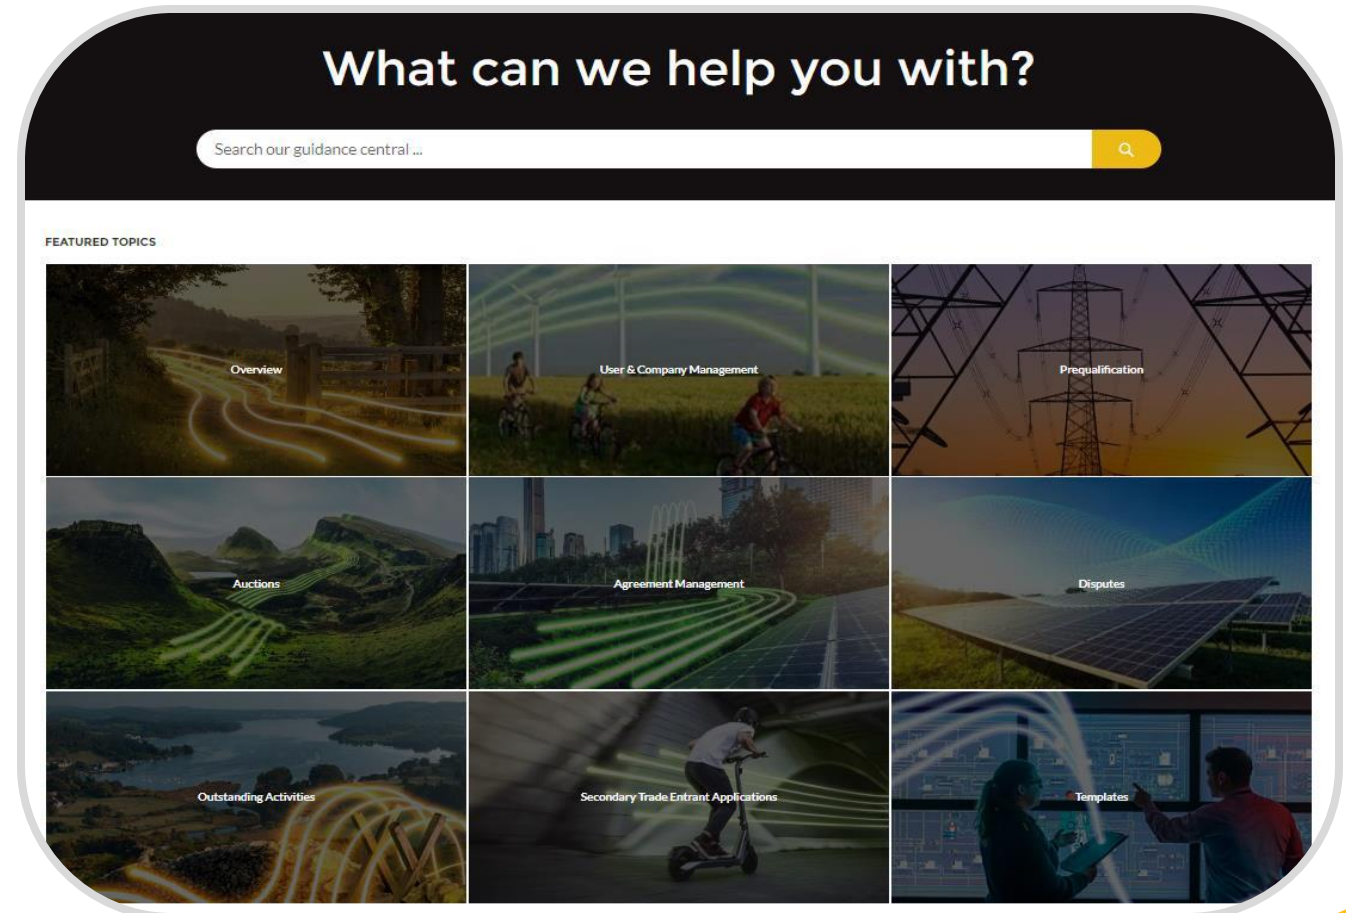 What can we help you with?
Search our guidance central ...
FEATURED TOPICS
Overview
User & Company Management
Prequalification
Auctions
Agreement Management
Disputes
Outstanding Activities
Secondary Trade Entrant Applications
Templates